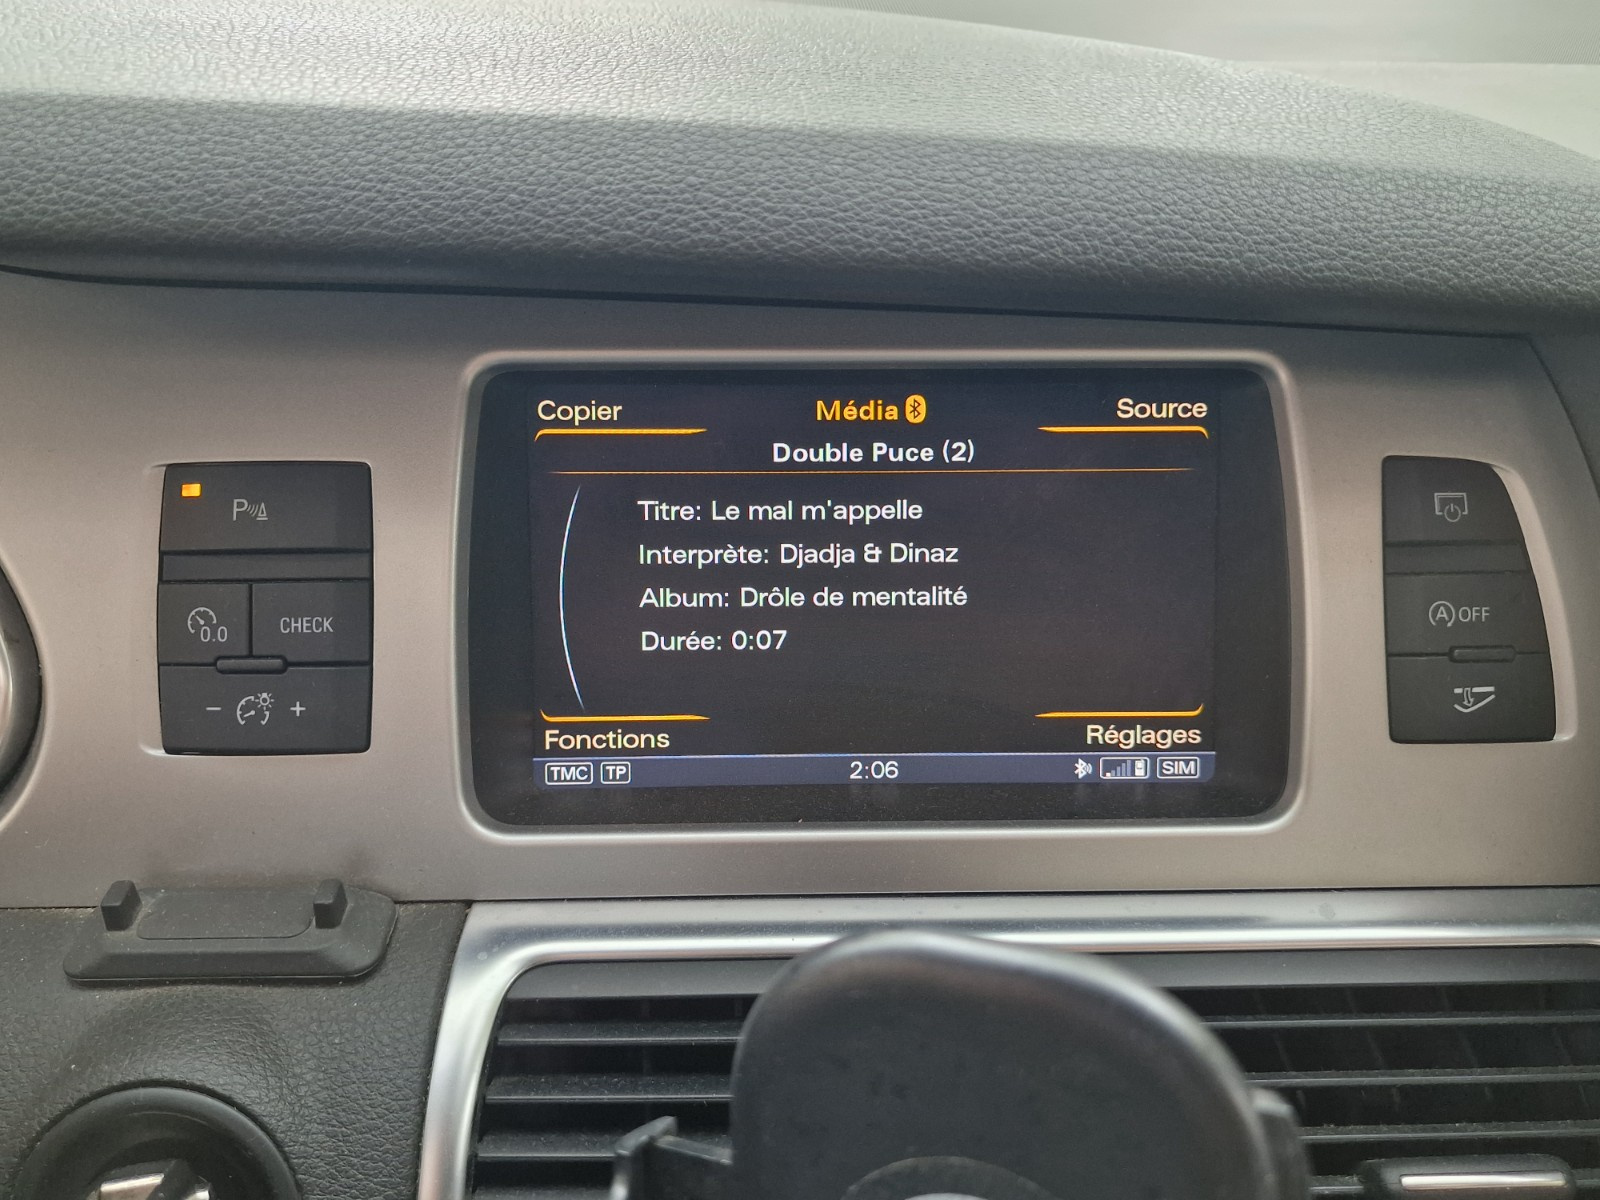 Copier
Média
Source
Double Puce (2)
Titre: Le mal m'appelle
Interprète: Djadja & Dinaz
Album: Drôle de mentalité
Durée: 0:07
Fonctions
Réglages
TMC TP
2:06
SIM
P
0.0
CHECK
- +
A OFF